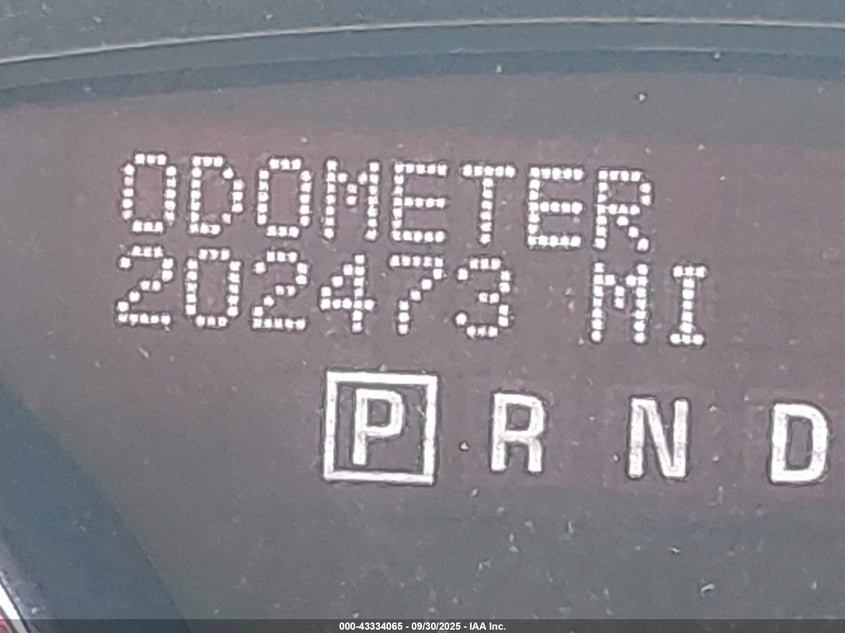 ODOMETER
202473 MI
P R N D
000-43334065 - 09/30/2025 - IAA Inc.